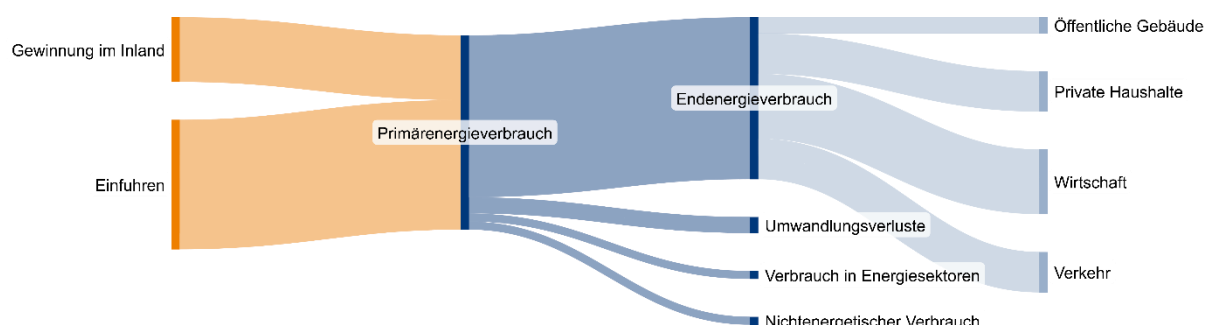 Gewinnung im Inland
Einfuhren
Primärenergieverbrauch
Endenergieverbrauch
Umwandlungsverluste
Verbrauch in Energiesektoren
Nichtenergetischer Verbrauch
Öffentliche Gebäude
Private Haushalte
Wirtschaft
Verkehr